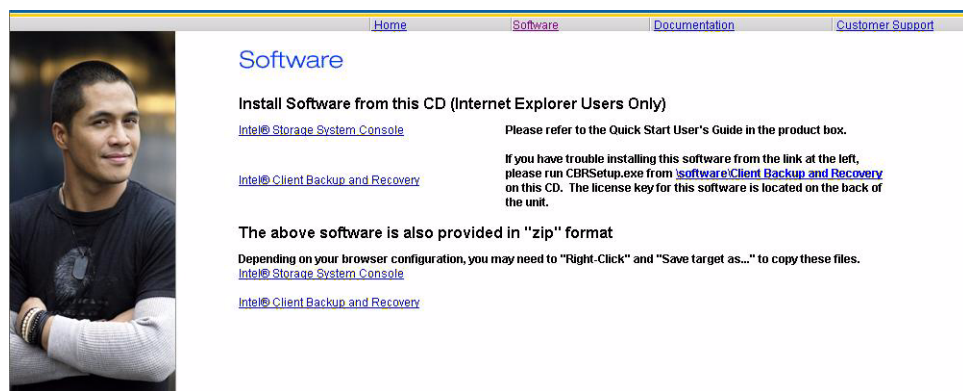 Home Software Documentation Customer Support
Software
Install Software from this CD (Internet Explorer Users Only)
Intel® Storage System Console
Please refer to the Quick Start User's Guide in the product box.
Intel® Client Backup and Recovery
If you have trouble installing this software from the link at the left,
please run CBRSetup.exe from \software\Client Backup and Recovery
on this CD. The license key for this software is located on the back of
the unit.
The above software is also provided in "zip" format
Depending on your browser configuration, you may need to "Right-Click" and "Save target as..." to copy these files.
Intel® Storage System Console
Intel® Client Backup and Recovery